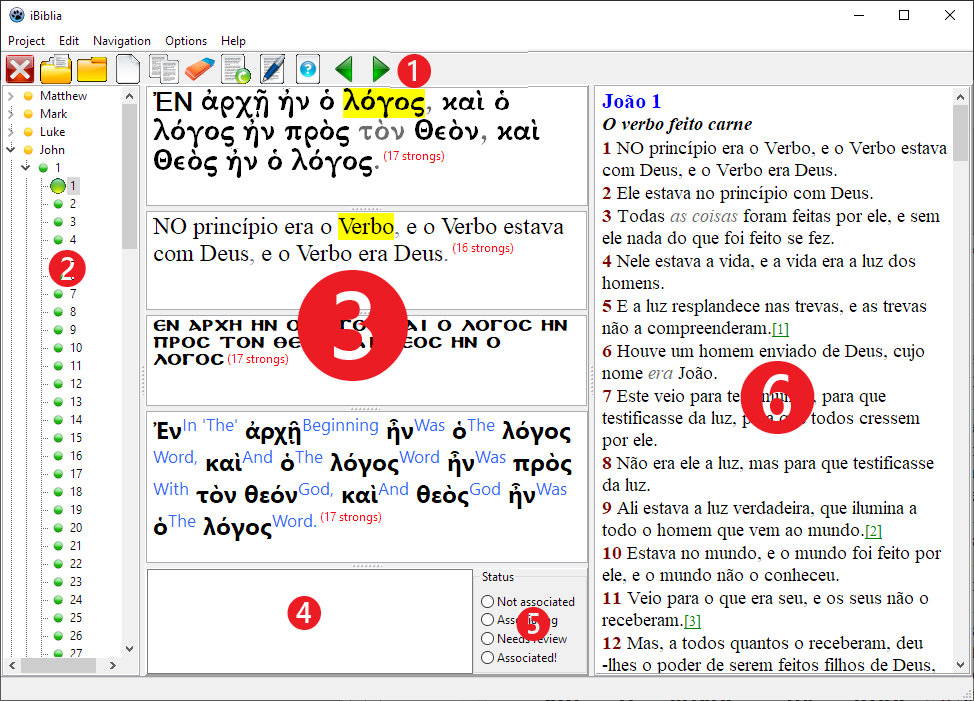 iBiblia
Project Edit Navigation Options Help
1
Matthew
Mark
Luke
John
1
1
2
3
4
2
7
8
9
10
11
12
13
14
15
16
17
18
19
20
21
22
23
24
25
26
27
ἘΝ ἀρχῇ ἦν ὁ λόγος, καὶ ὁ
λόγος ἦν πρὸς τὸν Θεὸν, καὶ
Θεὸς ἦν ὁ λόγος. (17 strongs)
NO princípio era o Verbo, e o Verbo estava
com Deus, e o Verbo era Deus. (16 strongs)
3
ΕΝ ΑΡΧΗ ΗΝ Ο Ο ΛΟΓΟΣ ΗΝ
ΠΡΟΣ ΤΟΝ ΗΝ Ο
ΛΟΓΟΣ (17 strongs)
Ἐν In 'The' ἀρχῇ Beginning ἦν Was ὁ The λόγος
Word, καὶ And ὁ The λόγος Word ἦν Was πρὸς
With τὸν θεόν God, καὶ And θεὸς God ἦν Was
ὁ The λόγος Word. (17 strongs)
4
Status
Not associated
5
Needs review
Associated!
João 1
O verbo feito carne
1 NO princípio era o Verbo, e o Verbo estava
com Deus, e o Verbo era Deus.
2 Ele estava no princípio com Deus.
3 Todas as coisas foram feitas por ele, e sem
ele nada do que foi feito se fez.
4 Nele estava a vida, e a vida era a luz dos
homens.
5 E a luz resplandece nas trevas, e as trevas
não a compreenderam.[1]
6 Houve um homem enviado de Deus, cujo
nome era João.
6
7 Este veio para para que
testificasse da luz, todos cressem
por ele.
8 Não era ele a luz, mas para que testificasse
da luz.
9 Ali estava a luz verdadeira, que ilumina a
todo o homem que vem ao mundo.[2]
10 Estava no mundo, e o mundo foi feito por
ele, e o mundo não o conheceu.
11 Veio para o que era seu, e os seus não o
receberam.[3]
12 Mas, a todos quantos o receberam, deu
-lhes o poder de serem feitos filhos de Deus,